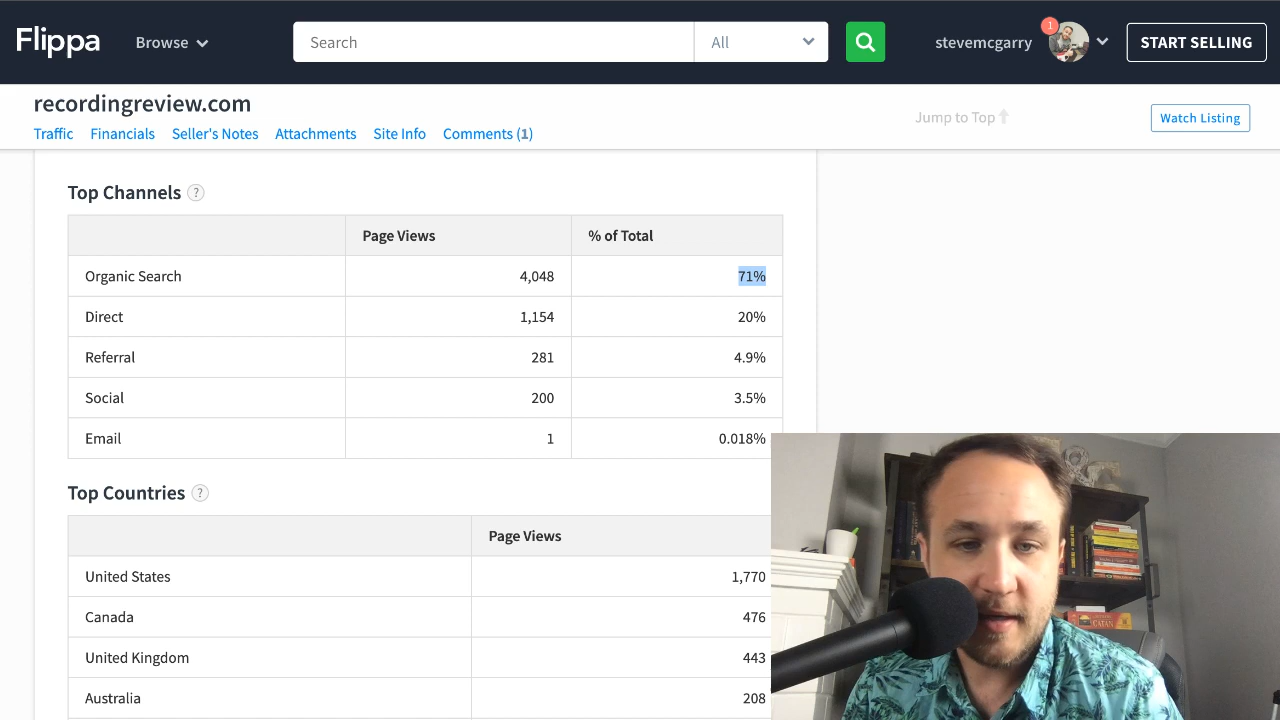 Flippa Browse Search All stevemcgarry 1 START SELLING
recordingreview.com
Traffic Financials Seller's Notes Attachments Site Info Comments (1) Jump to Top Watch Listing
Top Channels ?
Page Views % of Total
Organic Search 4,048 71%
Direct 1,154 20%
Referral 281 4.9%
Social 200 3.5%
Email 1 0.018%
Top Countries ?
Page Views
United States 1,770
Canada 476
United Kingdom 443
Australia 208
CATAN